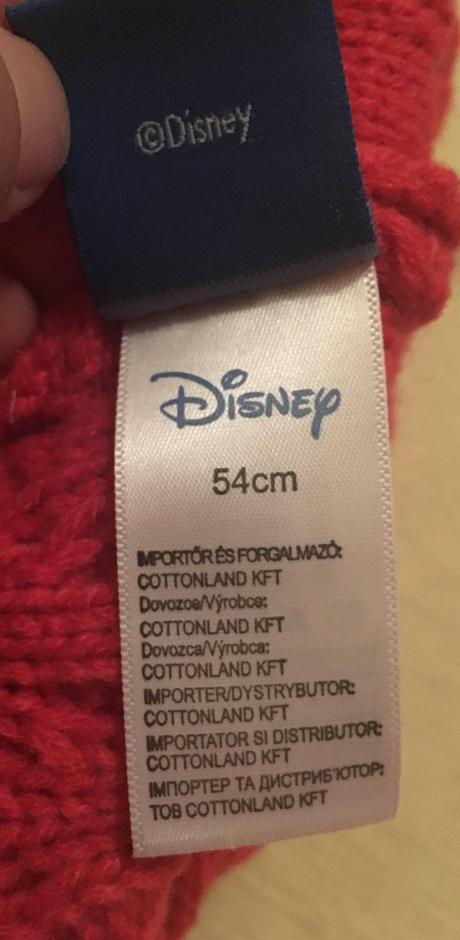 ©Disney
Disney
54cm
IMPORTŐR ÉS FORGALMAZÓ:
COTTONLAND KFT
Dovozce/Výrobce:
COTTONLAND KFT
Dovozca/Výrobca:
COTTONLAND KFT
IMPORTER/DYSTRYBUTOR:
COTTONLAND KFT
IMPORTATOR SI DISTRIBUTOR:
COTTONLAND KFT
ІМПОРТЕР ТА ДИСТРИБ'ЮТОР:
ТОВ COTTONLAND KFT